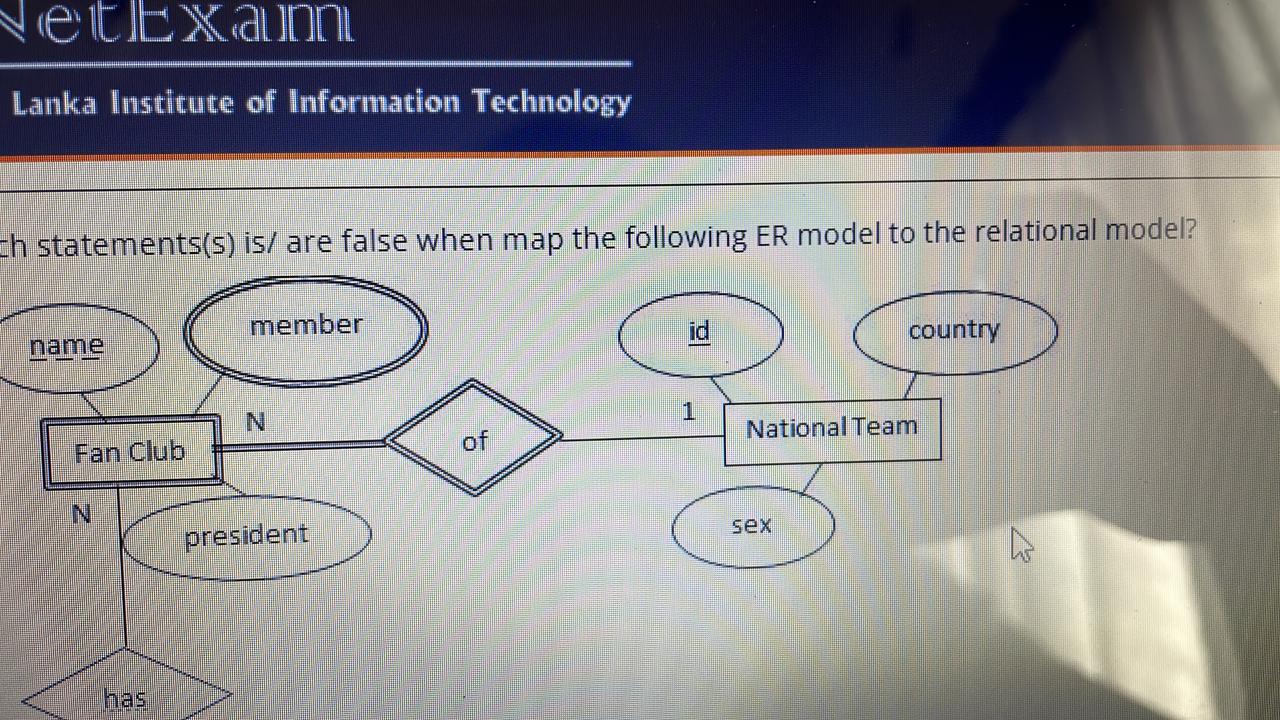 NetExam
Lanka Institute of Information Technology
ch statements(s) is/ are false when map the following ER model to the relational model?
name
member
id
country
N
1
Fan Club
of
National Team
N
president
sex
has